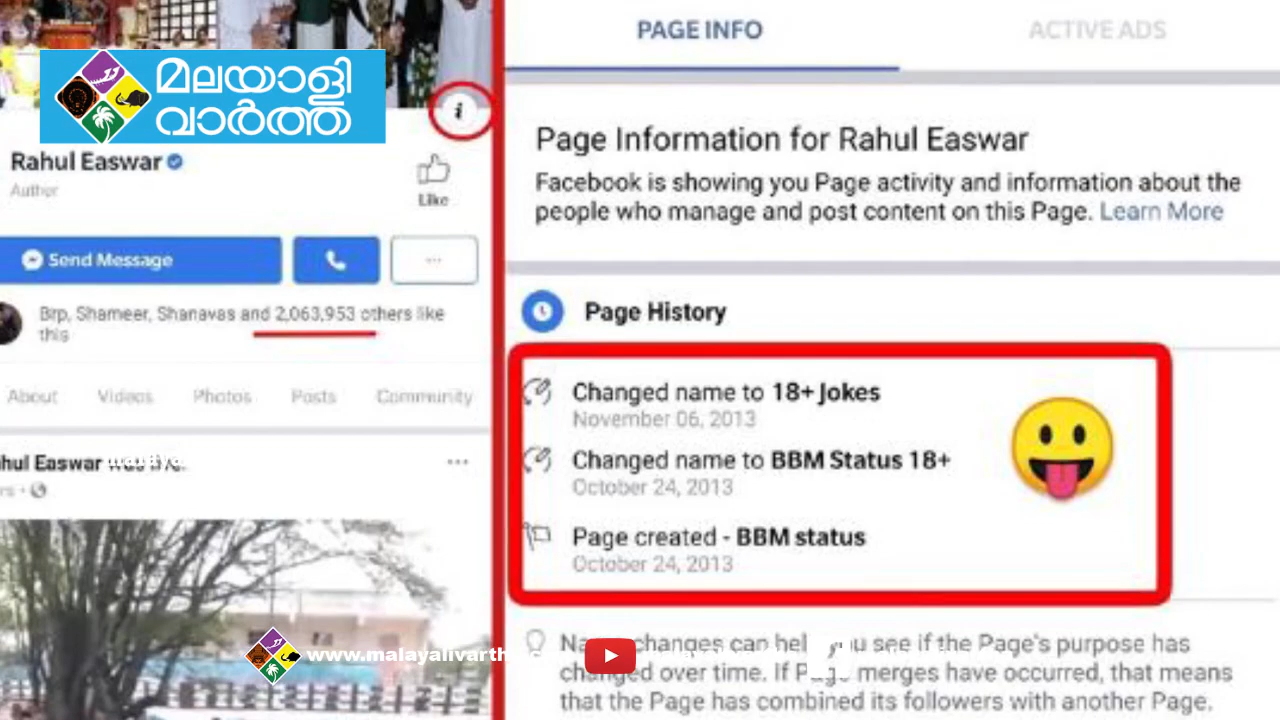 മലയാളി
വാർത്ത
i
Rahul Easwar
Author
Like
Send Message
Brp, Shameer, Shanavas and 2,063,953 others like
this
About Videos Photos Posts Community
hul Easwar
PAGE INFO ACTIVE ADS
Page Information for Rahul Easwar
Facebook is showing you Page activity and information about the
people who manage and post content on this Page. Learn More
Page History
Changed name to 18+ Jokes
November 06, 2013
Changed name to BBM Status 18+
October 24, 2013
Page created - BBM status
October 24, 2013
changes can help you see if the Page's purpose has
changed over time. If Page merges have occurred, that means
that the Page has combined its followers with another Page.
www.malayalivarth